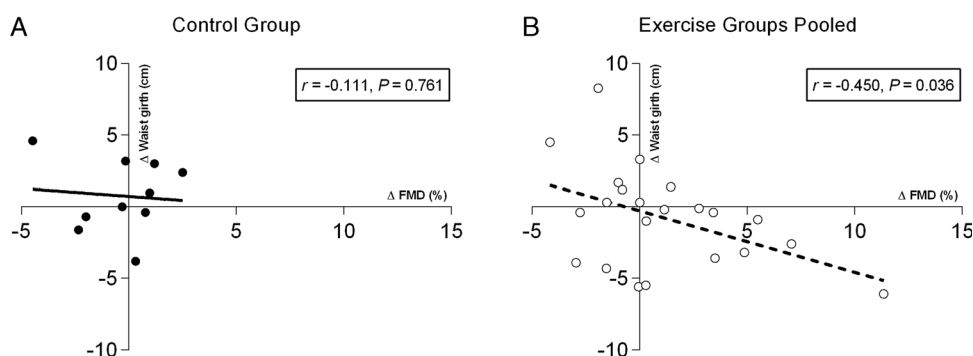 A
Control Group
10
5
-5
-10
-5
5
10
15
Δ Waist girth (cm)
Δ FMD (%)
r = -0.111, P = 0.761
B
Exercise Groups Pooled
10
5
-5
-10
-5
5
10
15
Δ Waist girth (cm)
Δ FMD (%)
r = -0.450, P = 0.036